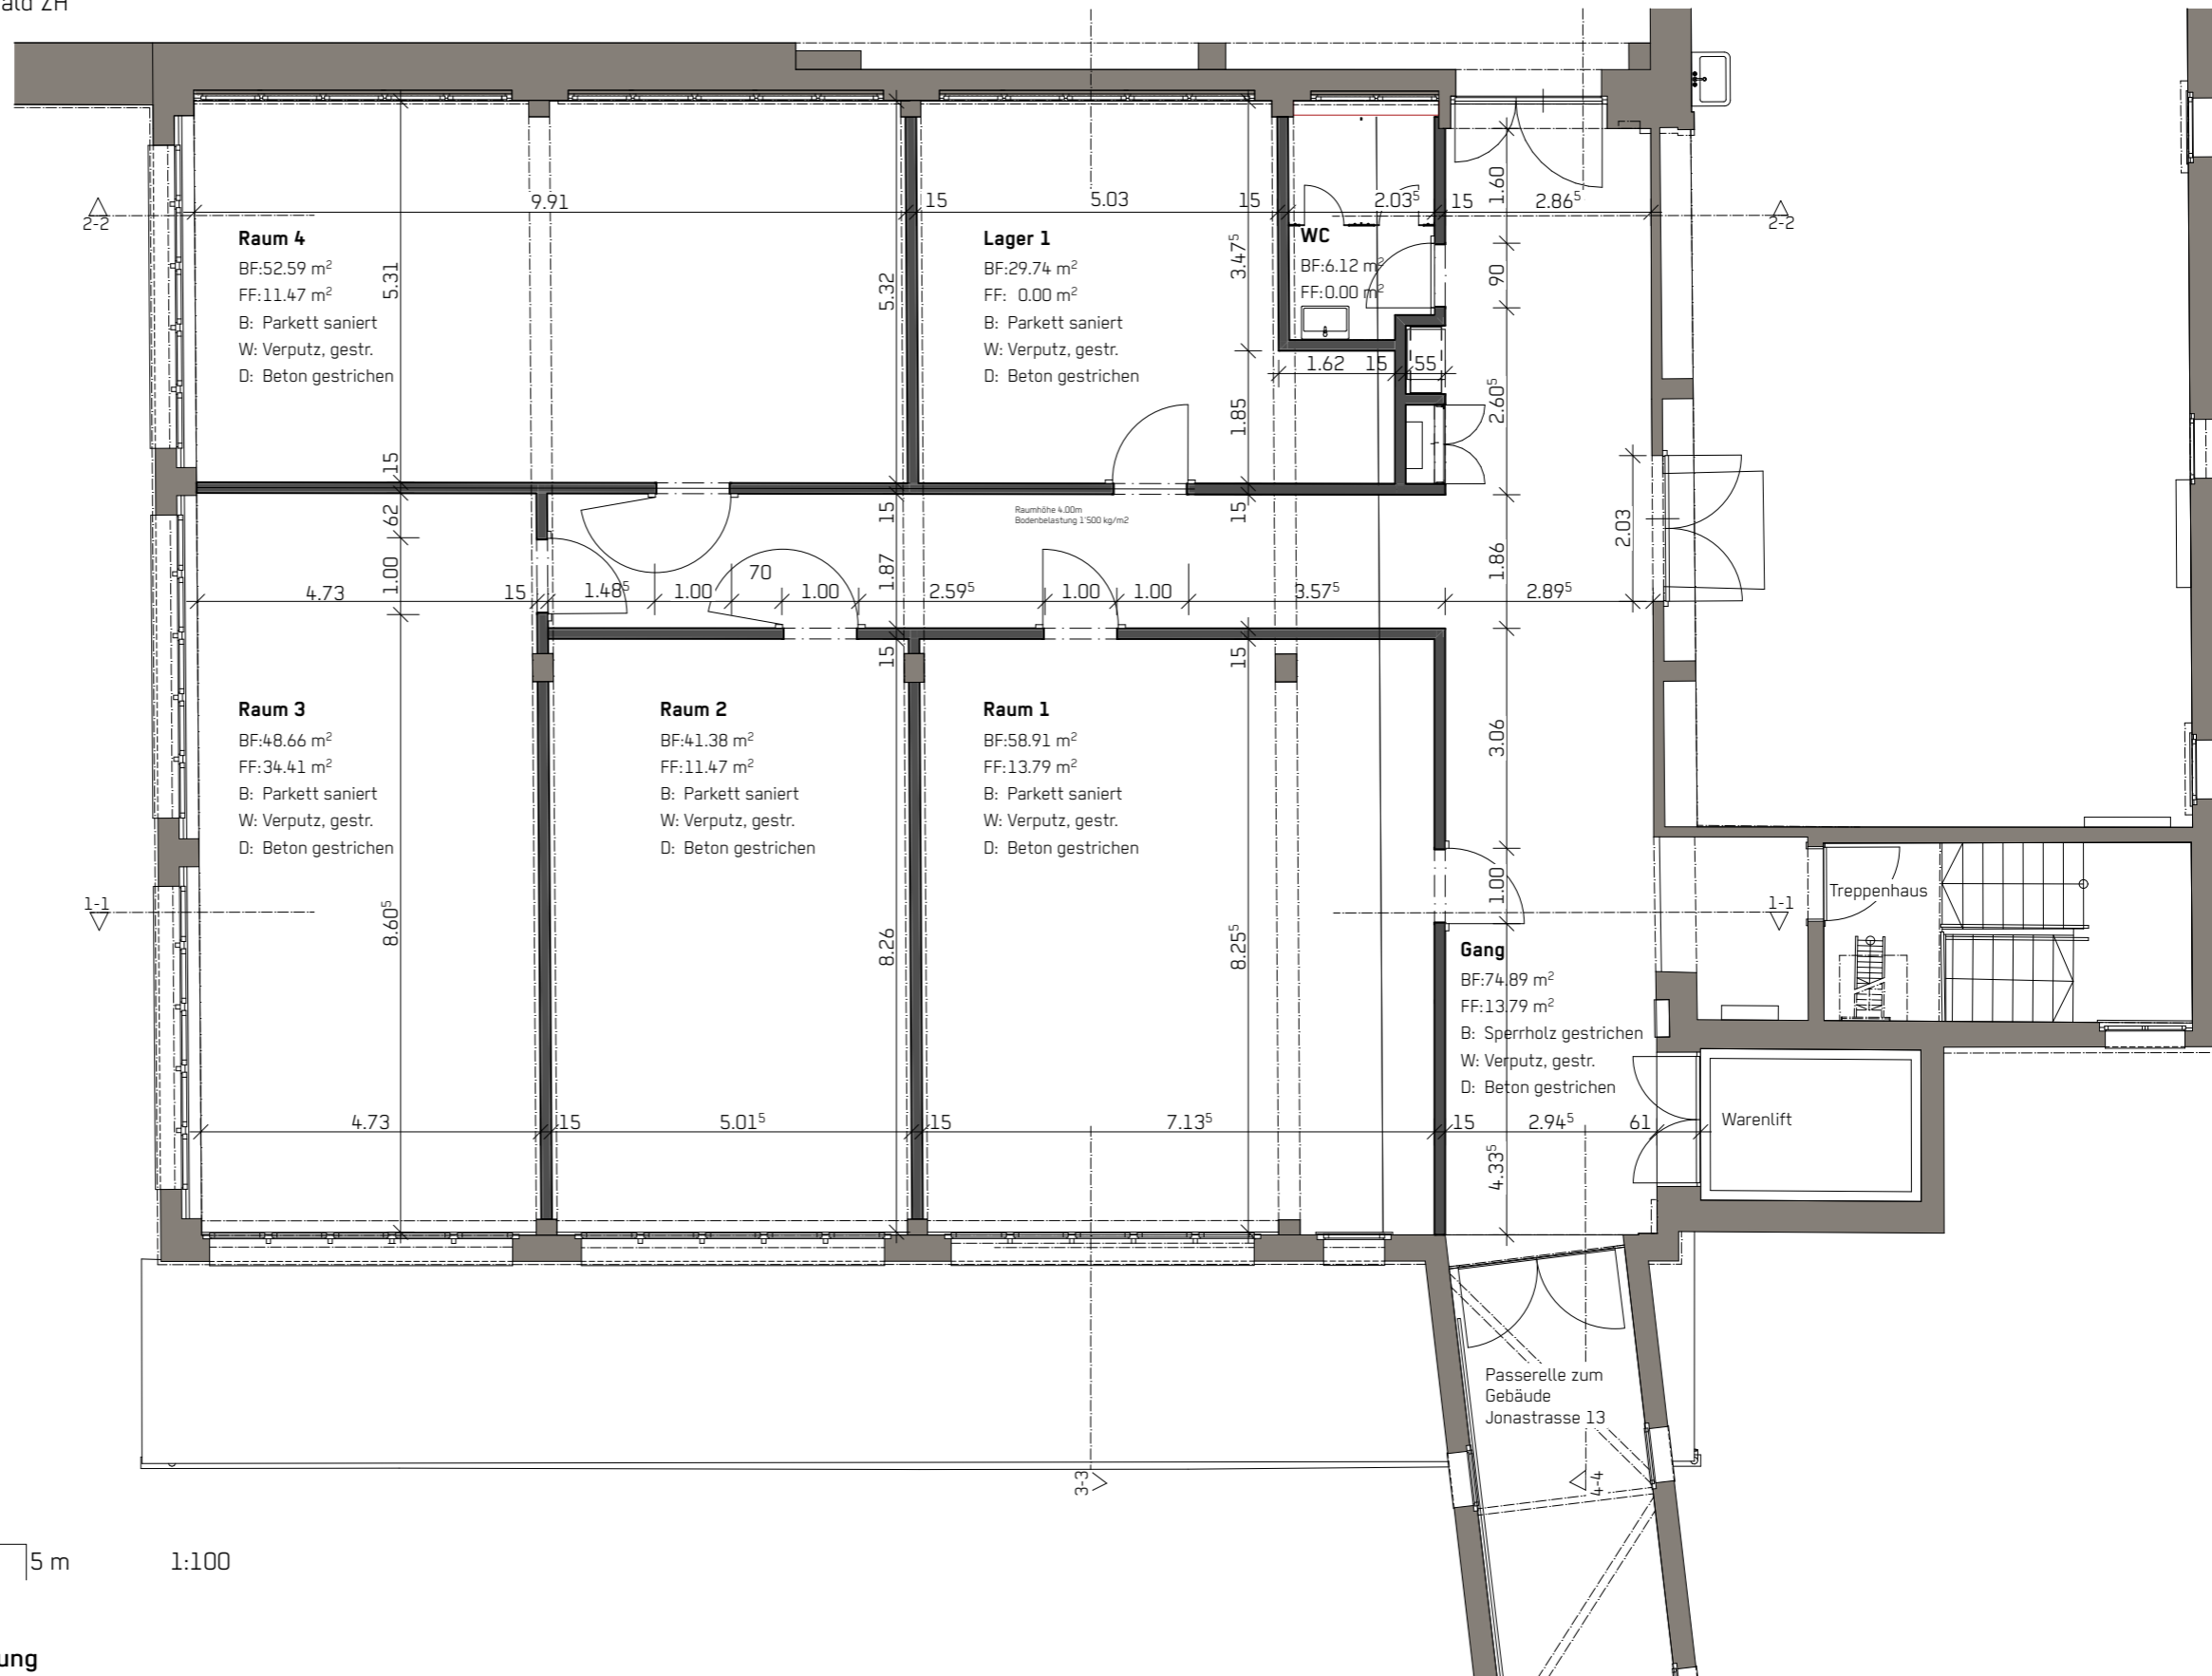 ald ZH
9.91
15
5.03
15
2.03⁵
15
2.86⁵
1.60
2-2
2-2
Raum 4
BF:52.59 m²
FF:11.47 m²
B: Parkett saniert
W: Verputz, gestr.
D: Beton gestrichen
5.31
5.32
Lager 1
BF:29.74 m²
FF: 0.00 m²
B: Parkett saniert
W: Verputz, gestr.
D: Beton gestrichen
3.47⁵
WC
BF:6.12 m²
FF:0.00 m²
90
1.62
15
55
2.60⁵
1.85
15
62
15
Raumhöhe 4.00m
Bodenbelastung 1'500 kg/m2
15
2.03
1.00
1.87
1.86
4.73
15
1.48⁵
1.00
70
1.00
2.59⁵
1.00
1.00
3.57⁵
2.89⁵
15
15
Raum 3
BF:48.66 m²
FF:34.41 m²
B: Parkett saniert
W: Verputz, gestr.
D: Beton gestrichen
Raum 2
BF:41.38 m²
FF:11.47 m²
B: Parkett saniert
W: Verputz, gestr.
D: Beton gestrichen
Raum 1
BF:58.91 m²
FF:13.79 m²
B: Parkett saniert
W: Verputz, gestr.
D: Beton gestrichen
3.06
1.00
1-1
1-1
Treppenhaus
8.60⁵
8.26
8.25⁵
Gang
BF:74.89 m²
FF:13.79 m²
B: Sperrholz gestrichen
W: Verputz, gestr.
D: Beton gestrichen
4.73
15
5.01⁵
15
7.13⁵
15
2.94⁵
61
Warenlift
4.33⁵
Passerelle zum
Gebäude
Jonastrasse 13
3-3
4-4
5 m
1:100
ung